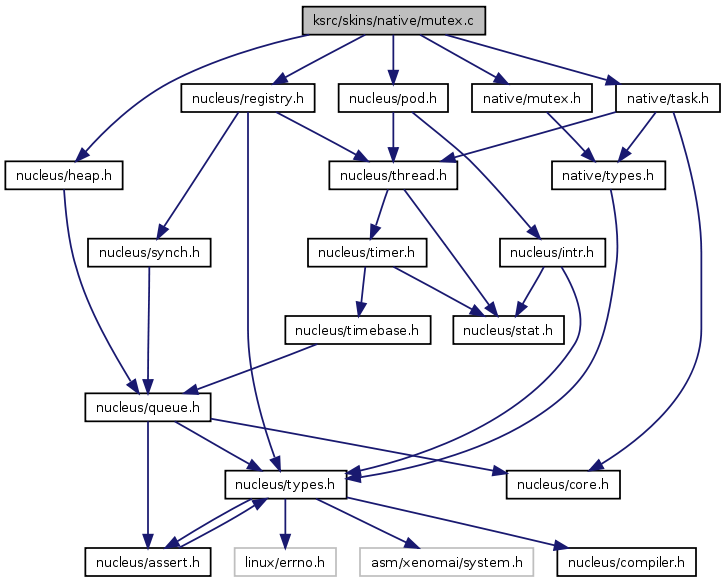 ksrc/skins/native/mutex.c
nucleus/registry.h
nucleus/pod.h
native/mutex.h
native/task.h
nucleus/heap.h
nucleus/thread.h
native/types.h
nucleus/synch.h
nucleus/timer.h
nucleus/intr.h
nucleus/timebase.h
nucleus/stat.h
nucleus/queue.h
nucleus/types.h
nucleus/core.h
nucleus/assert.h
linux/errno.h
asm/xenomai/system.h
nucleus/compiler.h